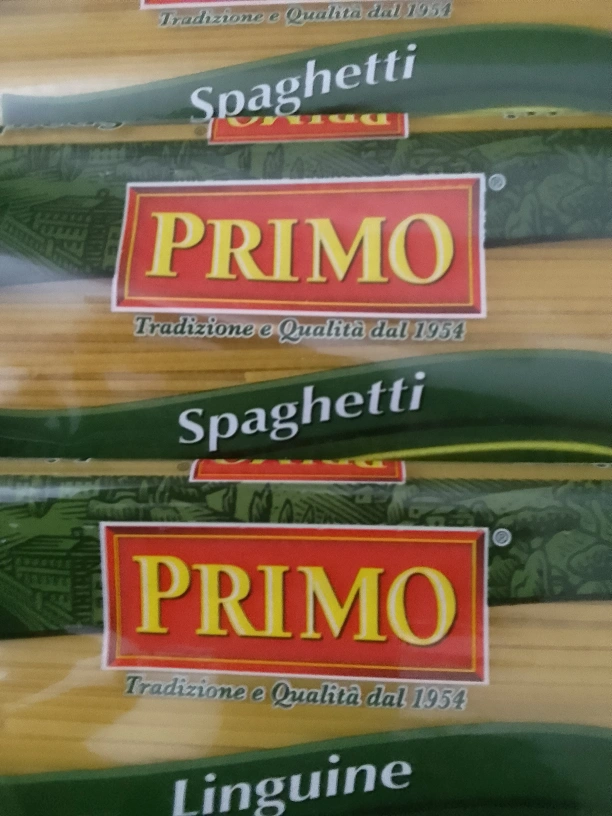 Tradizione e Qualità dal 1954
Spaghetti
PRIMO®
Tradizione e Qualità dal 1954
Spaghetti
PRIMO®
Tradizione e Qualità dal 1954
Linguine